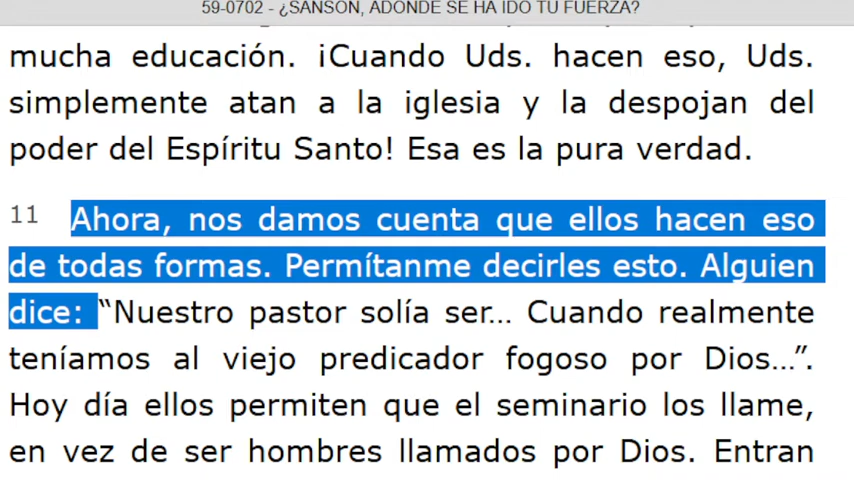 59-0702 - ¿SANSÓN, ADÓNDE SE HA IDO TU FUERZA?
mucha educación. ¡Cuando Uds. hacen eso, Uds.
simplemente atan a la iglesia y la despojan del
poder del Espíritu Santo! Esa es la pura verdad.
11 Ahora, nos damos cuenta que ellos hacen eso
de todas formas. Permítanme decirles esto. Alguien
dice: “Nuestro pastor solía ser... Cuando realmente
teníamos al viejo predicador fogoso por Dios...”.
Hoy día ellos permiten que el seminario los llame,
en vez de ser hombres llamados por Dios. Entran